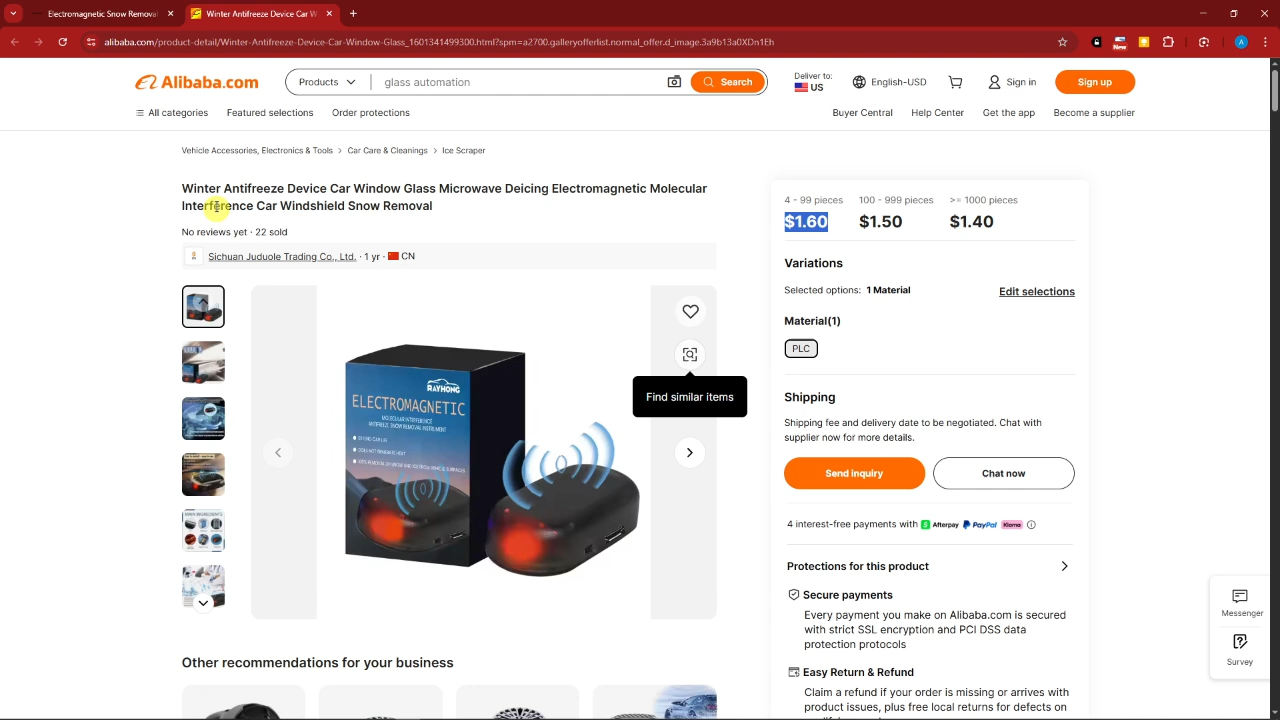 Electromagnetic Snow Removal
Winter Antifreeze Device Car W
alibaba.com/product-detail/Winter-Antifreeze-Device-Car-Window-Glass_1601341499300.html?spm=a2700.galleryofferlist.normal_offer.d_image.3a9b13a0XDn1Eh
New
A
Alibaba.com
Products
glass automation
Search
Deliver to:
US
English-USD
Sign in
Sign up
All categories
Featured selections
Order protections
Buyer Central
Help Center
Get the app
Become a supplier
Vehicle Accessories, Electronics & Tools > Car Care & Cleanings > Ice Scraper
Winter Antifreeze Device Car Window Glass Microwave Deicing Electromagnetic Molecular
Interference Car Windshield Snow Removal
No reviews yet · 22 sold
Sichuan Juduole Trading Co., Ltd. · 1 yr · CN
RAYHONG
ELECTROMAGNETIC
MOLECULAR INTERFERENCE
ANTIFREEZE, SNOW REMOVAL INSTRUMENT
Find similar items
Other recommendations for your business
4 - 99 pieces
100 - 999 pieces
>= 1000 pieces
$1.60
$1.50
$1.40
Variations
Selected options: 1 Material
Edit selections
Material(1)
PLC
Shipping
Shipping fee and delivery date to be negotiated. Chat with
supplier now for more details.
Send inquiry
Chat now
4 interest-free payments with Afterpay PayPal Klarna
Protections for this product
Secure payments
Every payment you make on Alibaba.com is secured
with strict SSL encryption and PCI DSS data
protection protocols
Easy Return & Refund
Claim a refund if your order is missing or arrives with
product issues, plus free local returns for defects on
Messenger
Survey